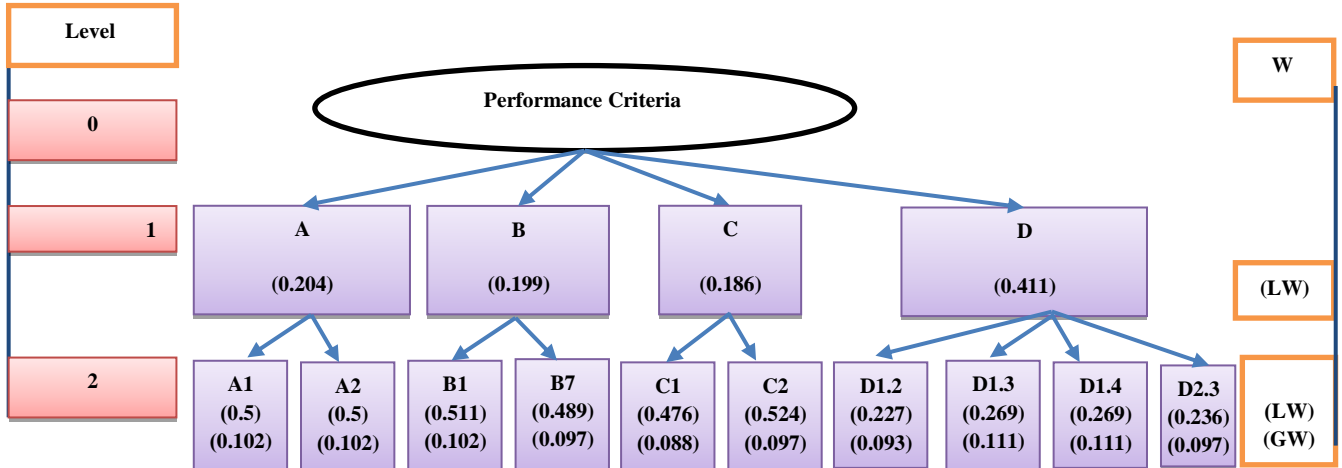 Level
W
Performance Criteria
0
1
A
(0.204)
B
(0.199)
C
(0.186)
D
(0.411)
(LW)
2
A1
(0.5)
(0.102)
A2
(0.5)
(0.102)
B1
(0.511)
(0.102)
B7
(0.489)
(0.097)
C1
(0.476)
(0.088)
C2
(0.524)
(0.097)
D1.2
(0.227)
(0.093)
D1.3
(0.269)
(0.111)
D1.4
(0.269)
(0.111)
D2.3
(0.236)
(0.097)
(LW)
(GW)